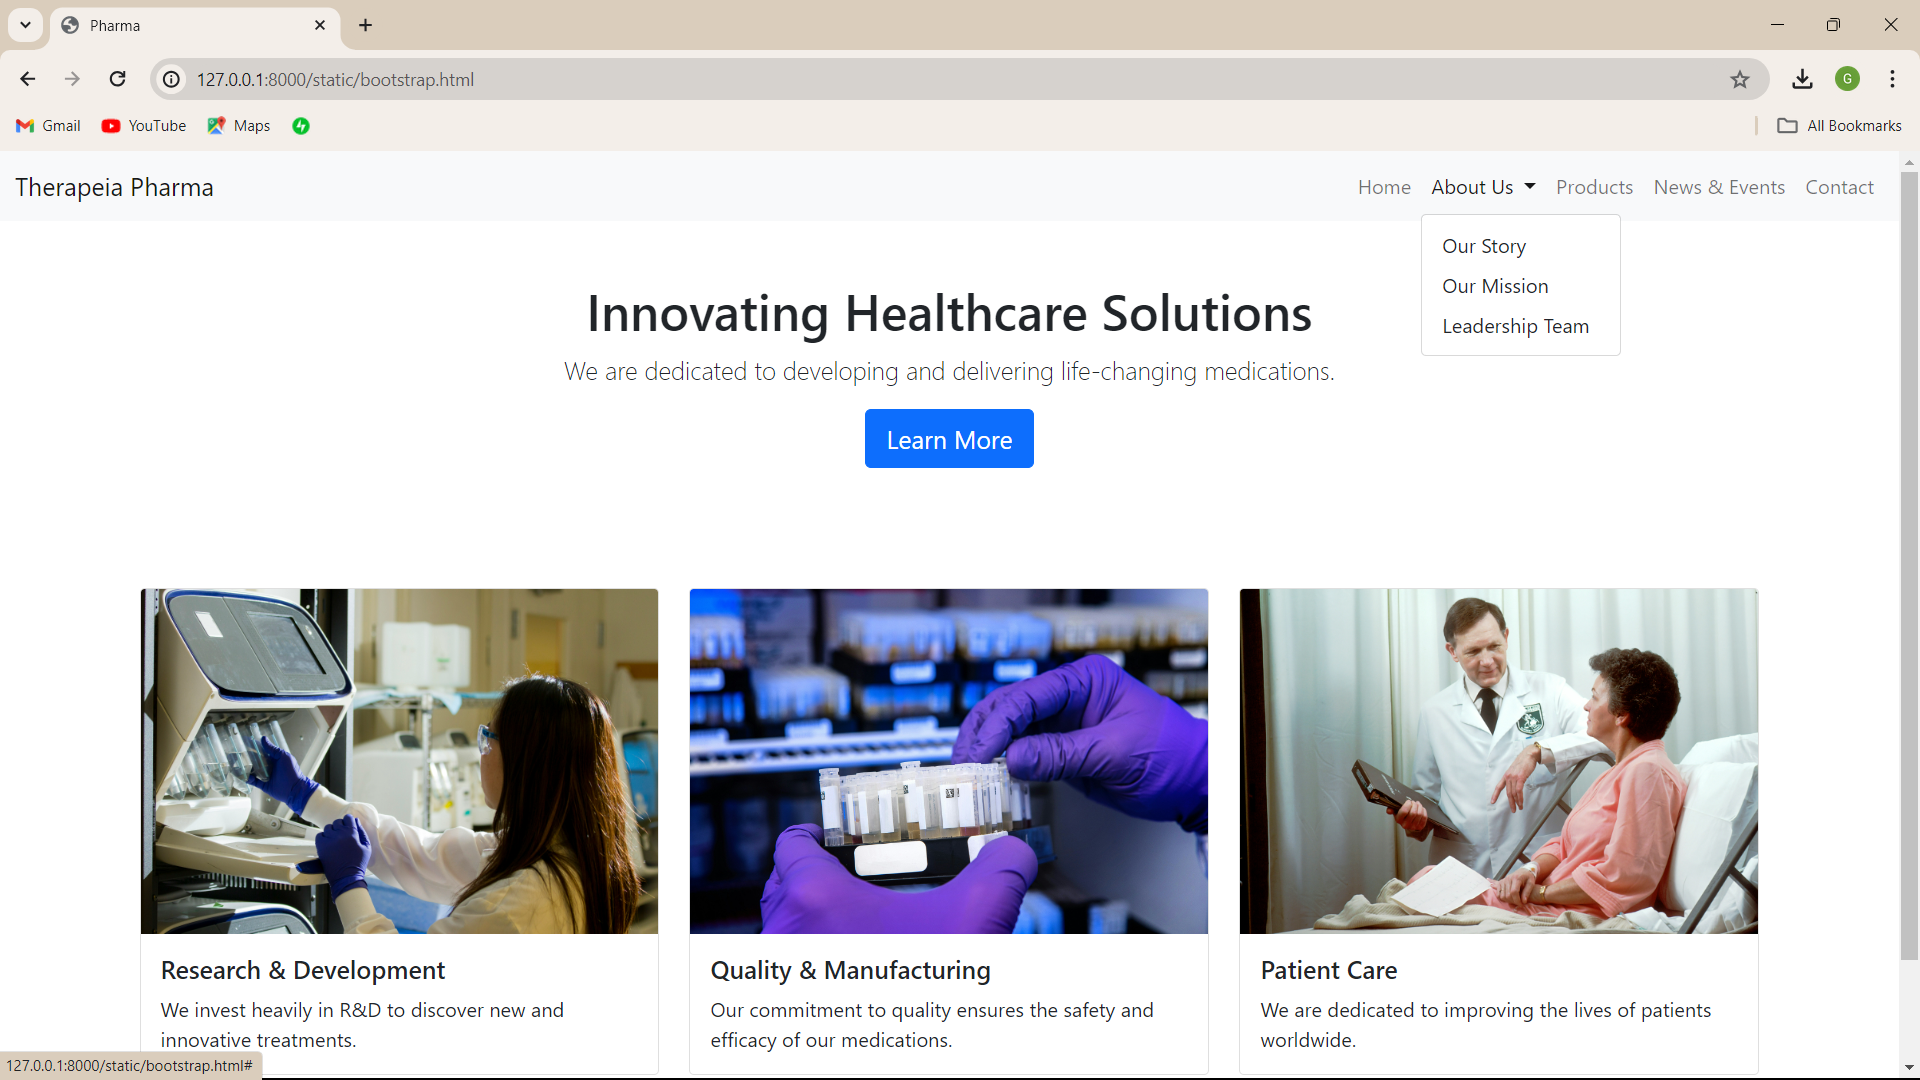 Pharma
127.0.0.1:8000/static/bootstrap.html
G
Gmail
YouTube
Maps
All Bookmarks
Therapeia Pharma
Home
About Us
Products
News & Events
Contact
Our Story
Our Mission
Leadership Team
Innovating Healthcare Solutions
We are dedicated to developing and delivering life-changing medications.
Learn More
Research & Development
We invest heavily in R&D to discover new and
innovative treatments.
Quality & Manufacturing
Our commitment to quality ensures the safety and
efficacy of our medications.
Patient Care
We are dedicated to improving the lives of patients
worldwide.
127.0.0.1:8000/static/bootstrap.html#